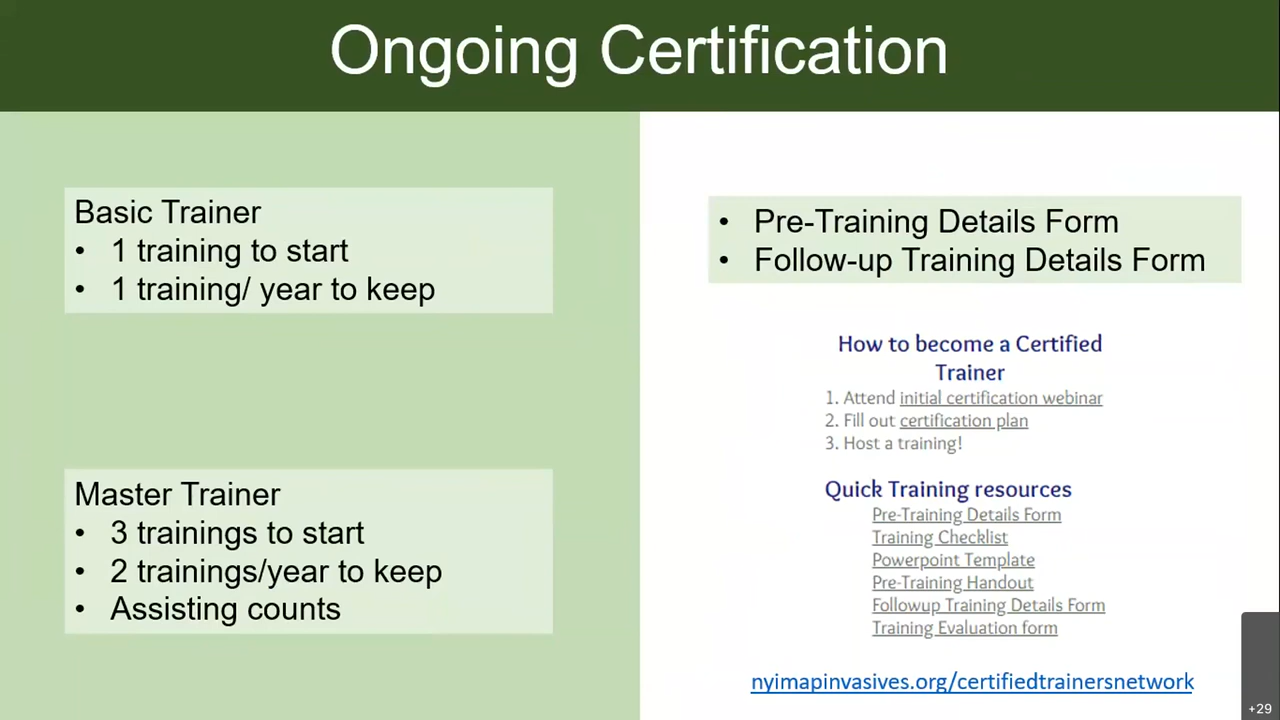 Ongoing Certification
Basic Trainer
• 1 training to start
• 1 training/ year to keep
Master Trainer
• 3 trainings to start
• 2 trainings/year to keep
• Assisting counts
• Pre-Training Details Form
• Follow-up Training Details Form
How to become a Certified
Trainer
1. Attend initial certification webinar
2. Fill out certification plan
3. Host a training!
Quick Training resources
Pre-Training Details Form
Training Checklist
Powerpoint Template
Pre-Training Handout
Followup Training Details Form
Training Evaluation form
nyimapinvasives.org/certifiedtrainersnetwork
+29